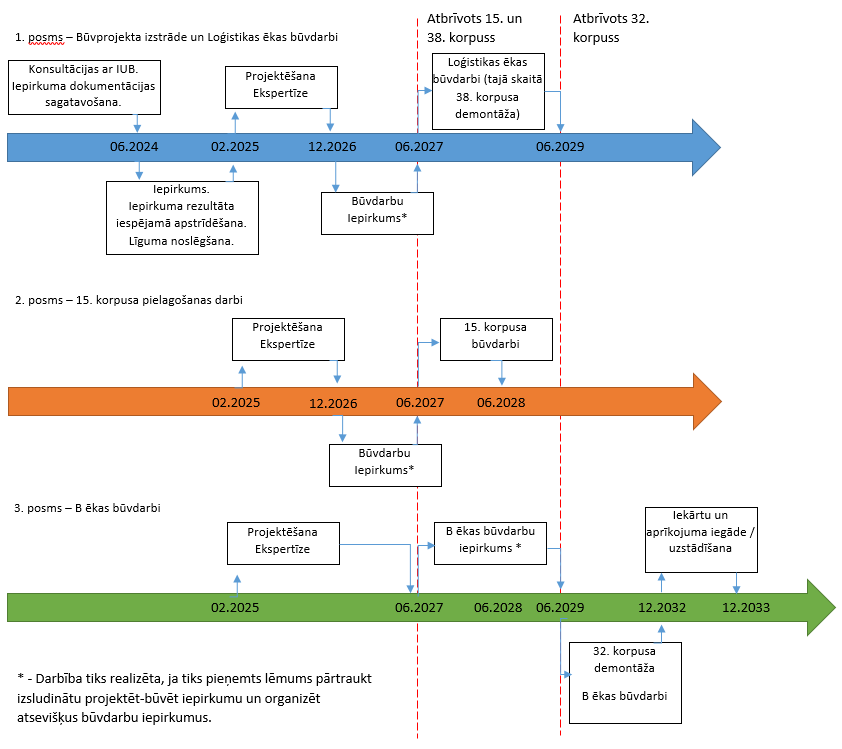 Atbrīvots 15. un
38. korpuss
Atbrīvots 32.
korpuss
1. posms – Būvprojekta izstrāde un Loģistikas ēkas būvdarbi
Konsultācijas ar IUB.
Iepirkuma dokumentācijas
sagatavošana.
Projektēšana
Ekspertīze
Loģistikas ēkas
būvdarbi (tajā skaitā
38. korpusa
demontāža)
06.2024
02.2025
12.2026
06.2027
06.2029
Iepirkums.
Iepirkuma rezultāta
iespējamā apstrīdēšana.
Līguma noslēgšana.
Būvdarbu
Iepirkums*
2. posms – 15. korpusa pielagošanas darbi
Projektēšana
Ekspertīze
15. korpusa
būvdarbi
02.2025
12.2026
06.2027
06.2028
Būvdarbu
Iepirkums*
3. posms – B ēkas būvdarbi
Projektēšana
Ekspertīze
B ēkas būvdarbu
iepirkums *
Iekārtu un
aprīkojuma iegāde /
uzstādīšana
02.2025
06.2027
06.2028
06.2029
12.2032
12.2033
32. korpusa
demontāža
B ēkas būvdarbi
* - Darbība tiks realizēta, ja tiks pieņemts lēmums pārtraukt
izsludinātu projektēt-būvēt iepirkumu un organizēt
atsevišķus būvdarbu iepirkumus.